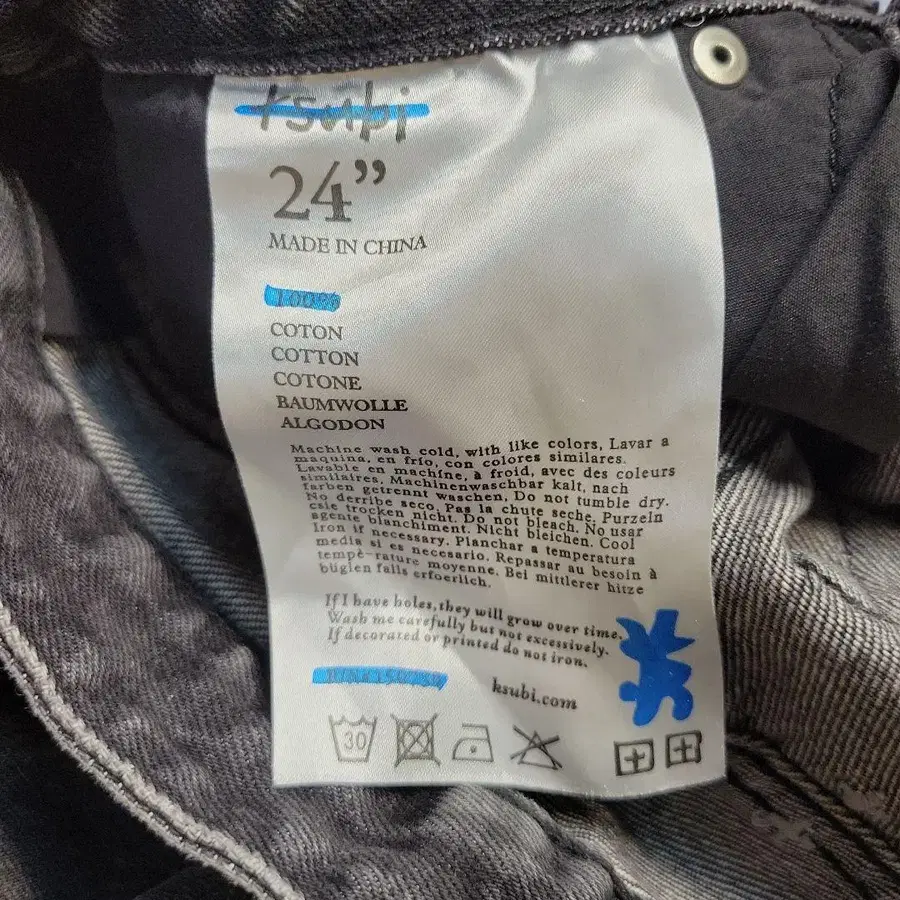 ksubi
24”
MADE IN CHINA
100%
COTON
COTTON
COTONE
BAUMWOLLE
ALGODON
Machine wash cold, with like colors. Lavar a
maquina, en frio, con colores similares.
Lavable en machine, à froid, avec des couleurs
similaires. Machinenwaschbar kalt, nach
farben getrennt waschen. Do not tumble dry.
No derribe seco. Pas la chute seche. Purzeln
csie trocken nicht. Do not bleach. No usar
agente blanchiment. Nicht bleichen. Cool
Iron if necessary. Planchar a temperatura
media si es necesario. Repassar au besoin à
tempè-rature moyenne. Bei mittlerer hitze
büglen falls erfoerlich.
If I have holes, they will grow over time.
Wash me carefully but not excessively.
If decorated or printed do not iron.
ksubi.com
30